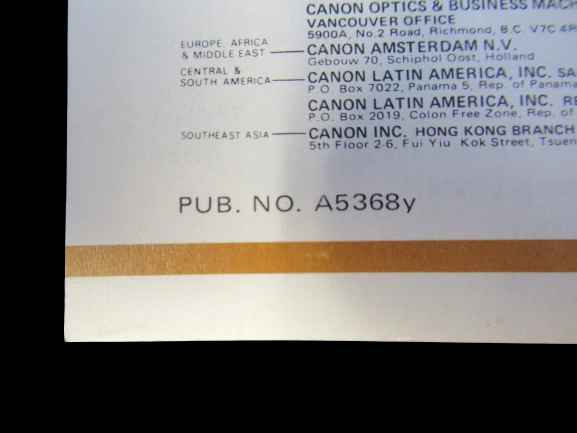 CANON OPTICS & BUSINESS
VANCOUVER OFFICE
5900A, No.2 Road, Richmond, B.C. V7C
EUROPE, AFRICA
& MIDDLE EAST
CANON AMSTERDAM N.V.
Gebouw 70, Schiphol Oost, Holland
CENTRAL &
SOUTH AMERICA
CANON LATIN AMERICA, INC.
P.O. Box 7022, Panama 5, Rep. of Panama
CANON LATIN AMERICA, INC.
P.O. Box 2019, Colon Free Zone, Rep. of
SOUTHEAST ASIA
CANON INC. HONG KONG BRANCH
5th Floor 2-6, Fui Yiu Kok Street, Tsuen
PUB. NO. A5368y